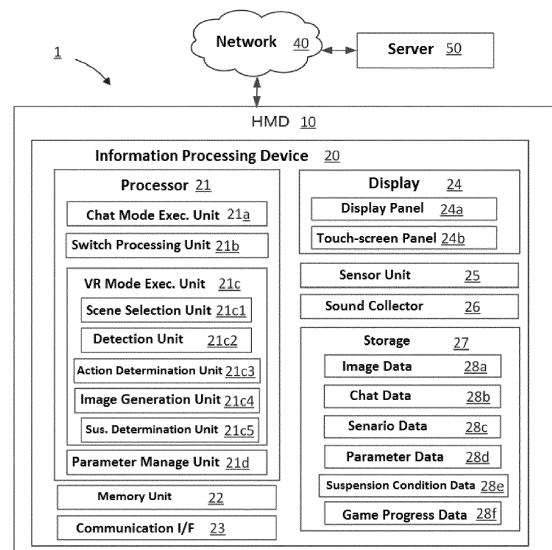 Network 40
Server 50
1
HMD 10
Information Processing Device 20
Processor 21
Chat Mode Exec. Unit 21a
Switch Processing Unit 21b
VR Mode Exec. Unit 21c
Scene Selection Unit 21c1
Detection Unit 21c2
Action Determination Unit 21c3
Image Generation Unit 21c4
Sus. Determination Unit 21c5
Parameter Manage Unit 21d
Memory Unit 22
Communication I/F 23
Display 24
Display Panel 24a
Touch-screen Panel 24b
Sensor Unit 25
Sound Collector 26
Storage 27
Image Data 28a
Chat Data 28b
Senario Data 28c
Parameter Data 28d
Suspension Condition Data 28e
Game Progress Data 28f